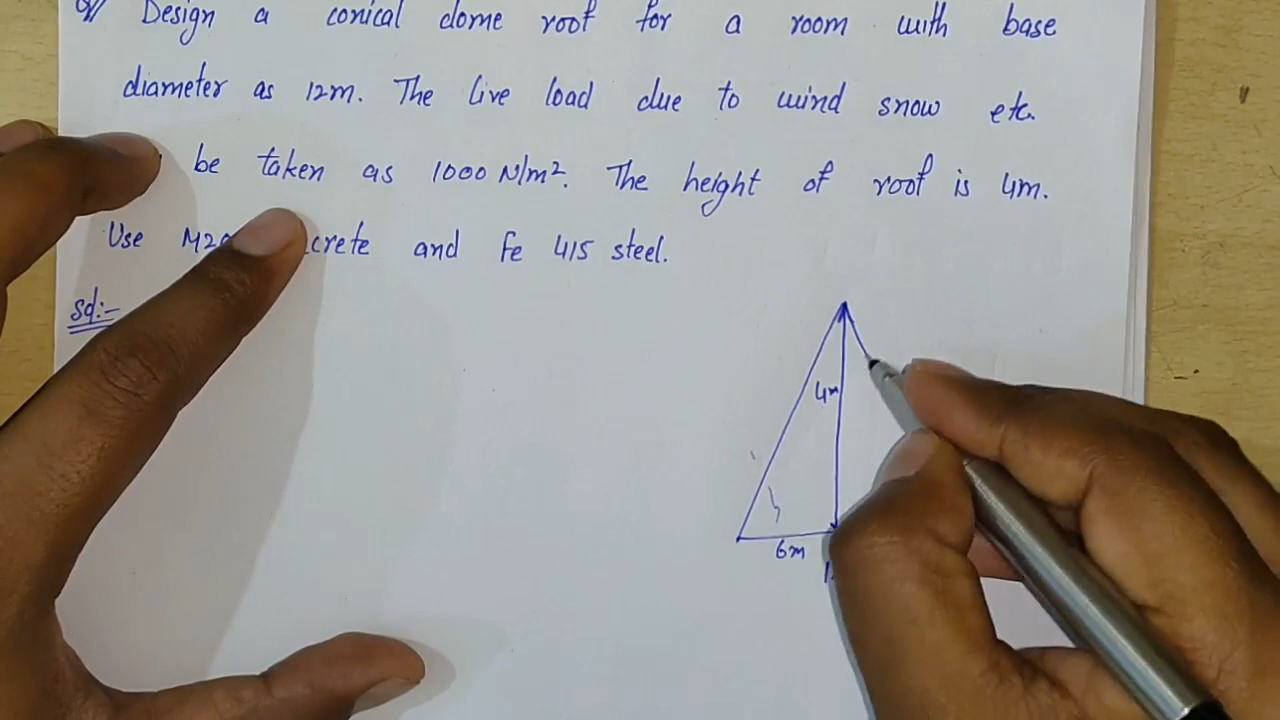 Q/ Design a conical dome roof for a room with base
diameter as 12m. The live load due to wind snow etc.
be taken as 1000 N/m². The height of roof is 4m.
Use and Fe 415 steel.
Sol:-
4m
6m